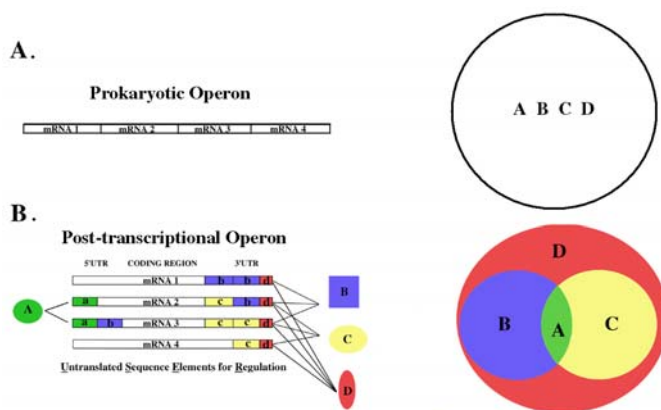 A.
Prokaryotic Operon
mRNA 1 mRNA 2 mRNA 3 mRNA 4
A B C D
B.
Post-transcriptional Operon
5'UTR CODING REGION 3'UTR
mRNA 1 b b d
a mRNA 2 c b d
a b mRNA 3 c c d
mRNA 4 c d
A
B
C
D
Untranslated Sequence Elements for Regulation
D
B A C